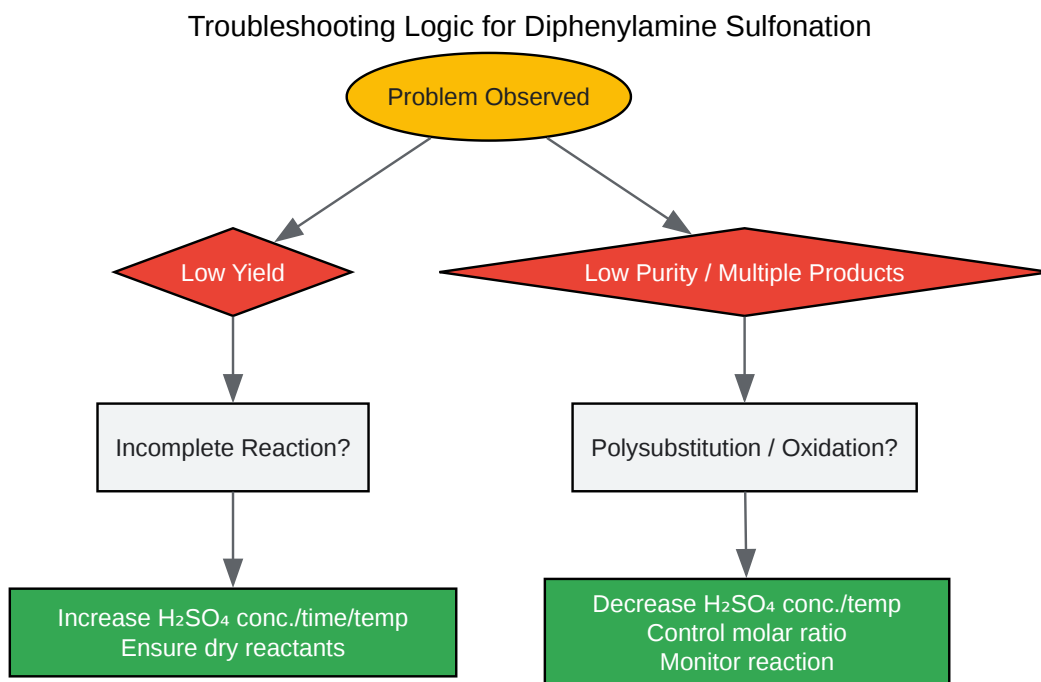 Troubleshooting Logic for Diphenylamine Sulfonation
Problem Observed
Low Yield
Low Purity / Multiple Products
Incomplete Reaction?
Polysubstitution / Oxidation?
Increase H₂SO₄ conc./time/temp
Ensure dry reactants
Decrease H₂SO₄ conc./temp
Control molar ratio
Monitor reaction